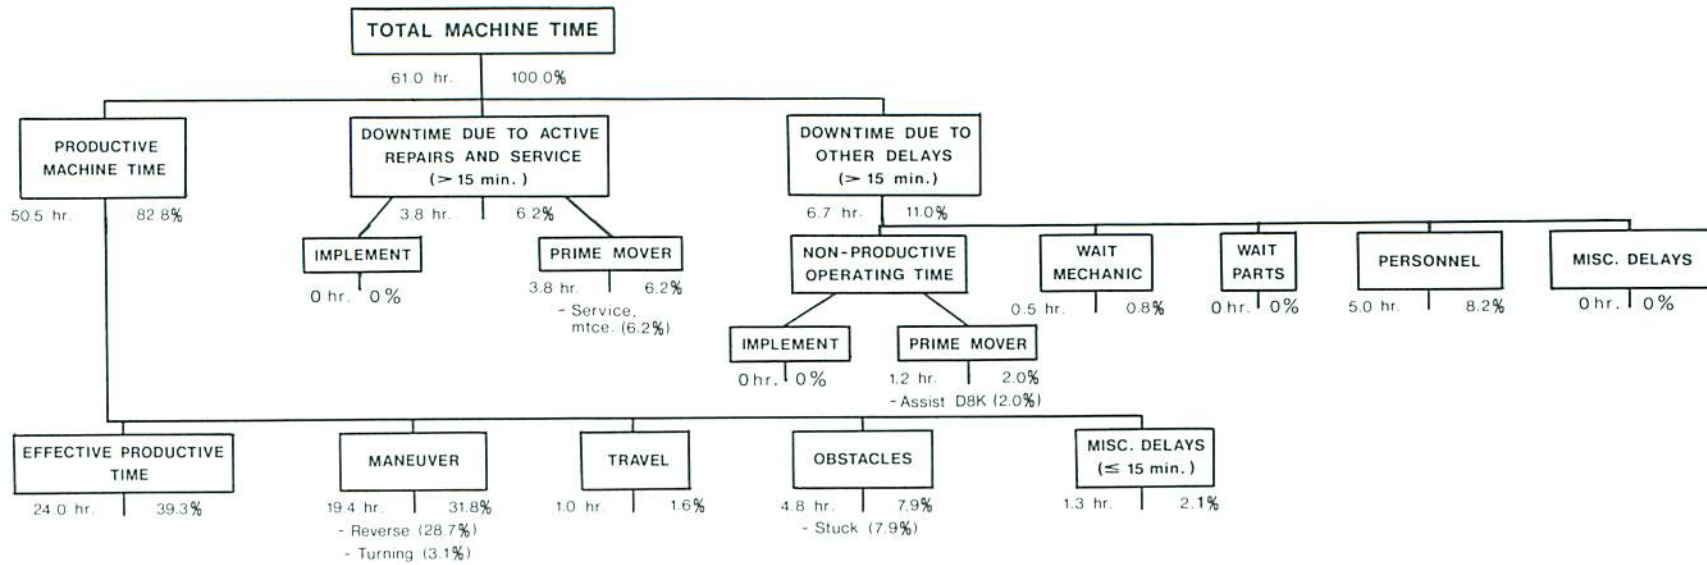 TOTAL MACHINE TIME
61.0 hr. 100.0%
PRODUCTIVE
MACHINE TIME
50.5 hr. 82.8%
DOWNTIME DUE TO ACTIVE
REPAIRS AND SERVICE
(> 15 min.)
3.8 hr. 6.2%
IMPLEMENT
0 hr. 0%
PRIME MOVER
3.8 hr. 6.2%
- Service,
mtce. (6.2%)
DOWNTIME DUE TO
OTHER DELAYS
(> 15 min.)
6.7 hr. 11.0%
NON-PRODUCTIVE
OPERATING TIME
IMPLEMENT
0 hr. 0%
PRIME MOVER
1.2 hr. 2.0%
- Assist D8K (2.0%)
WAIT
MECHANIC
0.5 hr. 0.8%
WAIT
PARTS
0 hr. 0%
PERSONNEL
5.0 hr. 8.2%
MISC. DELAYS
0 hr. 0%
EFFECTIVE PRODUCTIVE
TIME
24.0 hr. 39.3%
MANEUVER
19.4 hr. 31.8%
- Reverse (28.7%)
- Turning (3.1%)
TRAVEL
1.0 hr. 1.6%
OBSTACLES
4.8 hr. 7.9%
- Stuck (7.9%)
MISC. DELAYS
(≦ 15 min.)
1.3 hr. 2.1%